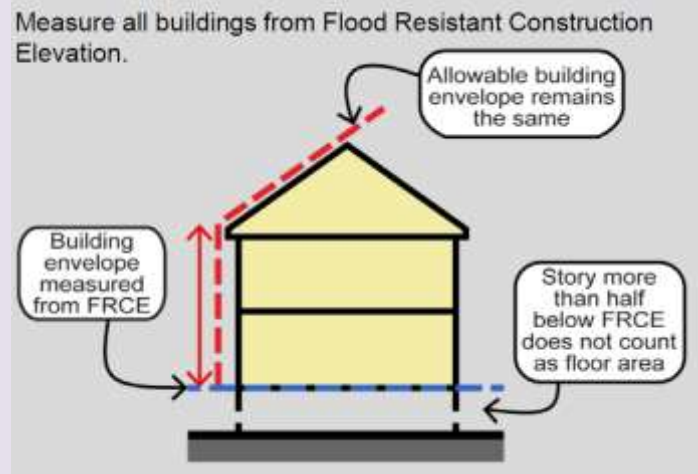 Measure all buildings from Flood Resistant Construction
Elevation.
Allowable building
envelope remains
the same
Building
envelope
measured
from FRCE
Story more
than half
below FRCE
does not count
as floor area